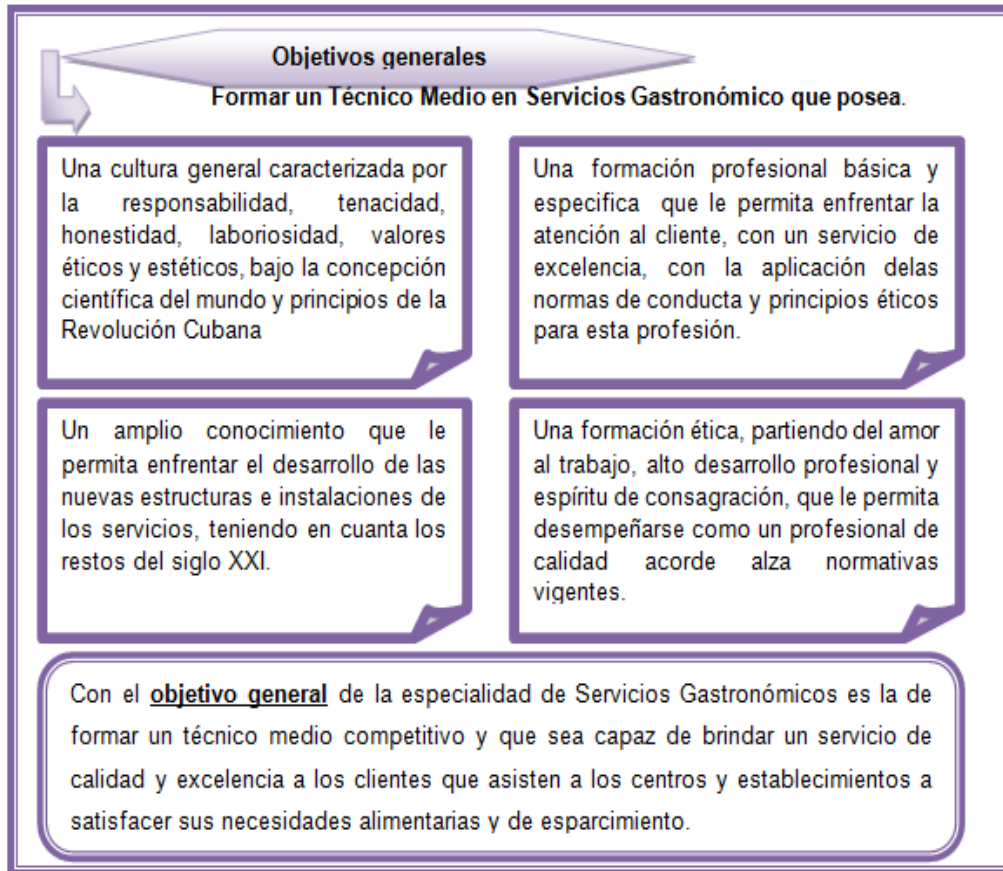 Objetivos generales
Formar un Técnico Medio en Servicios Gastronómico que posea.
Una cultura general caracterizada por
la responsabilidad, tenacidad,
honestidad, laboriosidad, valores
éticos y estéticos, bajo la concepción
científica del mundo y principios de la
Revolución Cubana
Una formación profesional básica y
especifica que le permita enfrentar la
atención al cliente, con un servicio de
excelencia, con la aplicación delas
normas de conducta y principios éticos
para esta profesión.
Un amplio conocimiento que le
permita enfrentar el desarrollo de las
nuevas estructuras e instalaciones de
los servicios, teniendo en cuanta los
restos del siglo XXI.
Una formación ética, partiendo del amor
al trabajo, alto desarrollo profesional y
espíritu de consagración, que le permita
desempeñarse como un profesional de
calidad acorde alza normativas
vigentes.
Con el objetivo general de la especialidad de Servicios Gastronómicos es la de
formar un técnico medio competitivo y que sea capaz de brindar un servicio de
calidad y excelencia a los clientes que asisten a los centros y establecimientos a
satisfacer sus necesidades alimentarias y de esparcimiento.